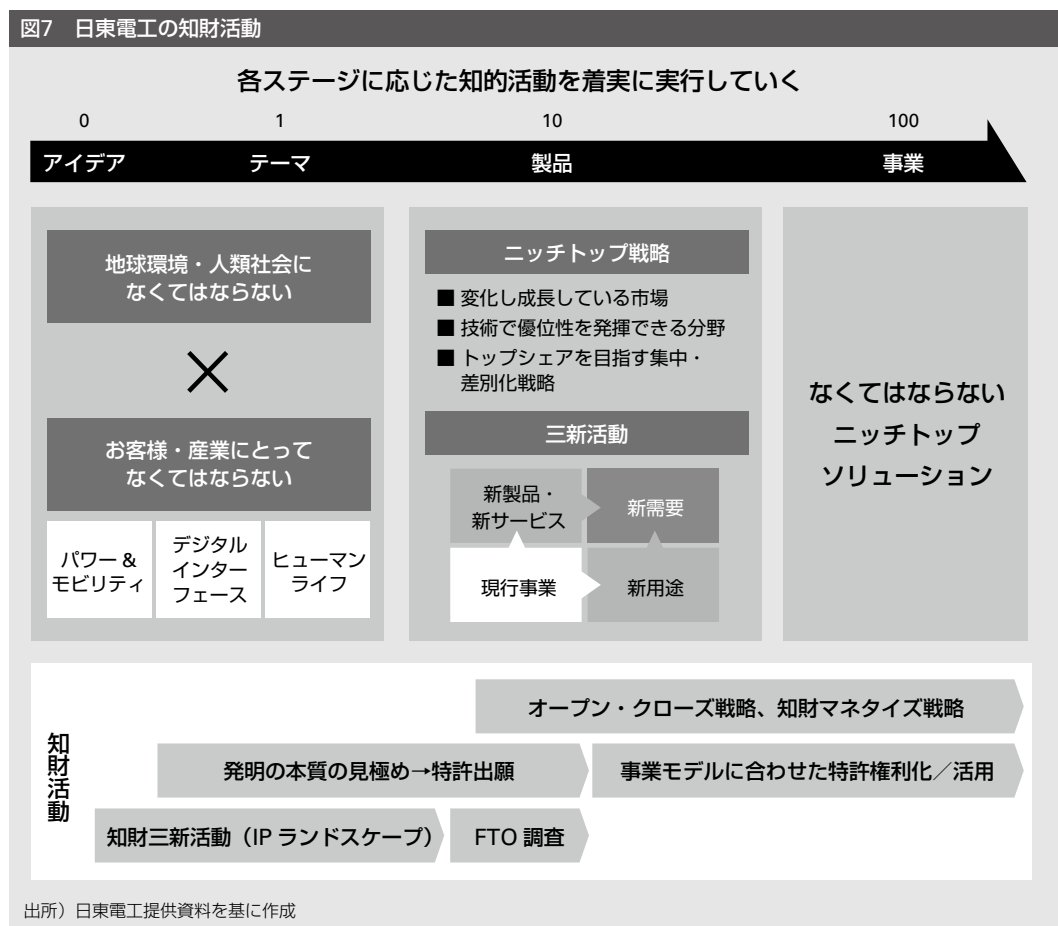 図7　日東電工の知財活動
各ステージに応じた知的活動を着実に実行していく
0 1 10 100
アイデア テーマ 製品 事業
地球環境・人類社会に
なくてはならない
×
お客様・産業にとって
なくてはならない
パワー &
モビリティ
デジタル
インター
フェース
ヒューマン
ライフ
ニッチトップ戦略
■ 変化し成長している市場
■ 技術で優位性を発揮できる分野
■ トップシェアを目指す集中・
差別化戦略
三新活動
新製品・
新サービス
新需要
現行事業
新用途
なくてはならない
ニッチトップ
ソリューション
知財活動
オープン・クローズ戦略、知財マネタイズ戦略
発明の本質の見極め→特許出願
事業モデルに合わせた特許権利化／活用
知財三新活動（IP ランドスケープ）
FTO 調査
出所）日東電工提供資料を基に作成